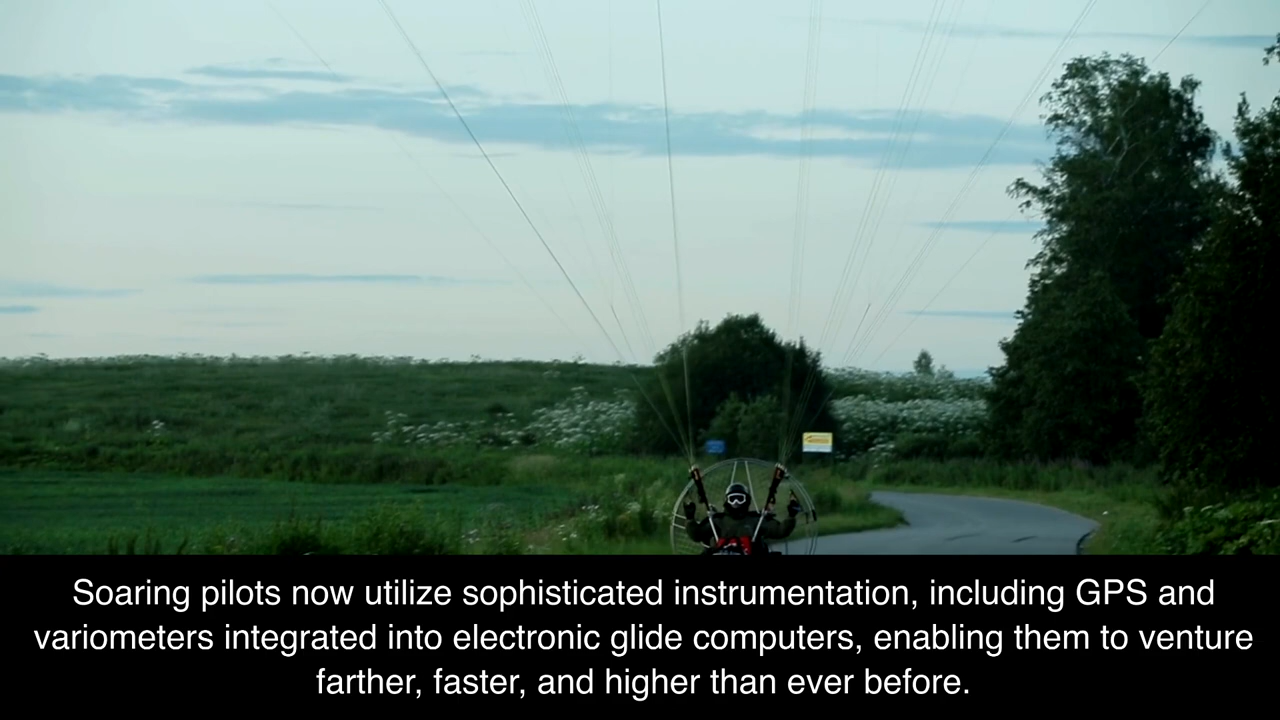 Soaring pilots now utilize sophisticated instrumentation, including GPS and
variometers integrated into electronic glide computers, enabling them to venture
farther, faster, and higher than ever before.